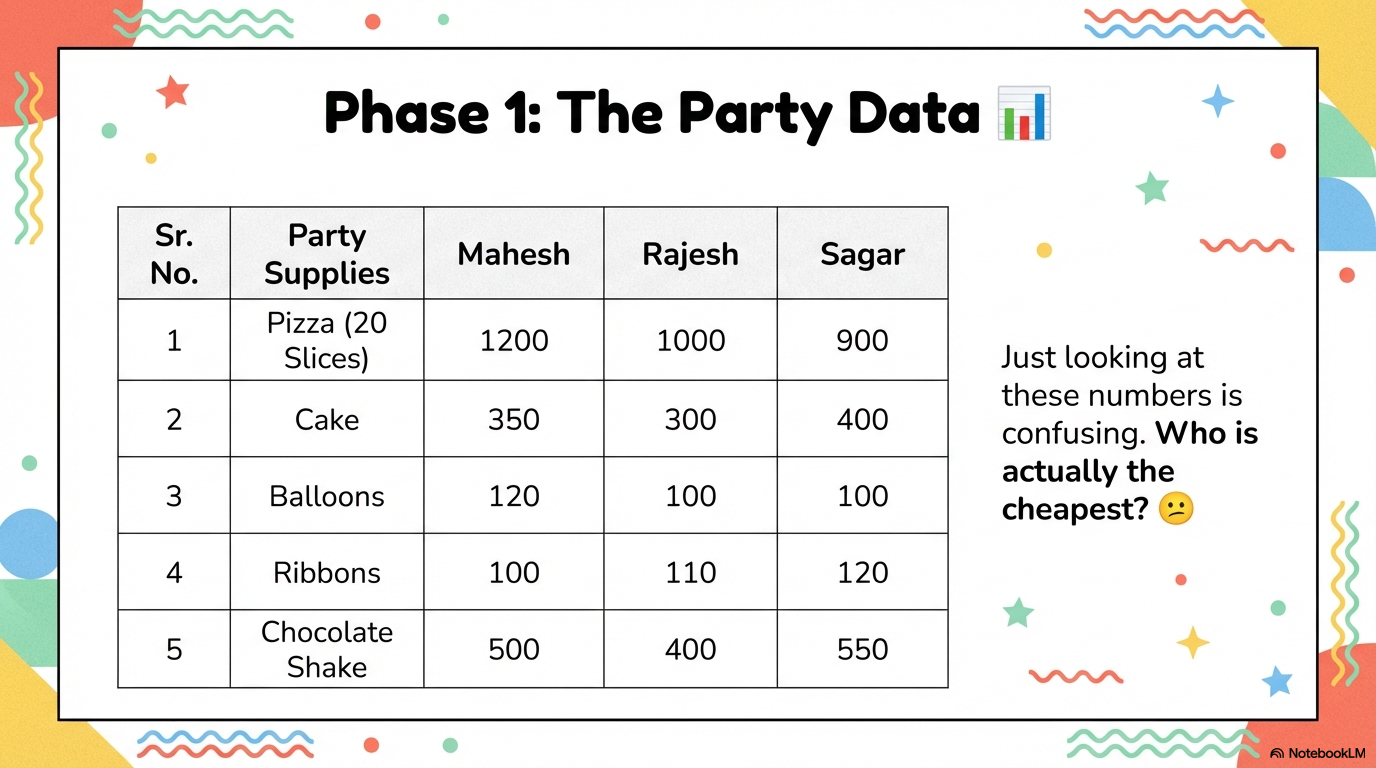 Phase 1: The Party Data
Sr. No. Party Supplies Mahesh Rajesh Sagar
1 Pizza (20 Slices) 1200 1000 900
2 Cake 350 300 400
3 Balloons 120 100 100
4 Ribbons 100 110 120
5 Chocolate Shake 500 400 550
Just looking at
these numbers is
confusing. Who is
actually the
cheapest? 😕
NotebookLM